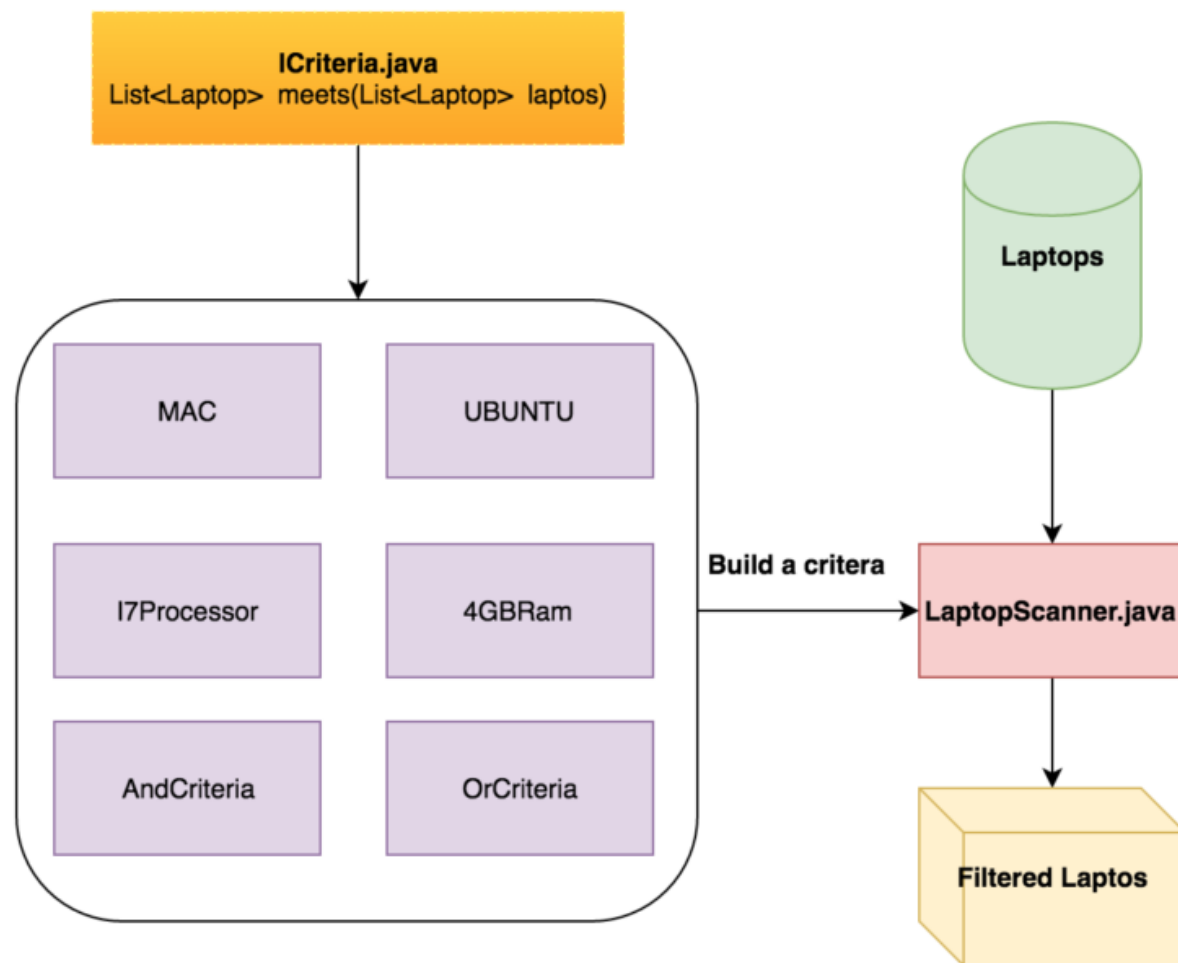 ICriteria.java
List<Laptop> meets(List<Laptop> laptos)
Laptops
MAC
UBUNTU
I7Processor
4GBRam
Build a critera
LaptopScanner.java
AndCriteria
OrCriteria
Filtered Laptos